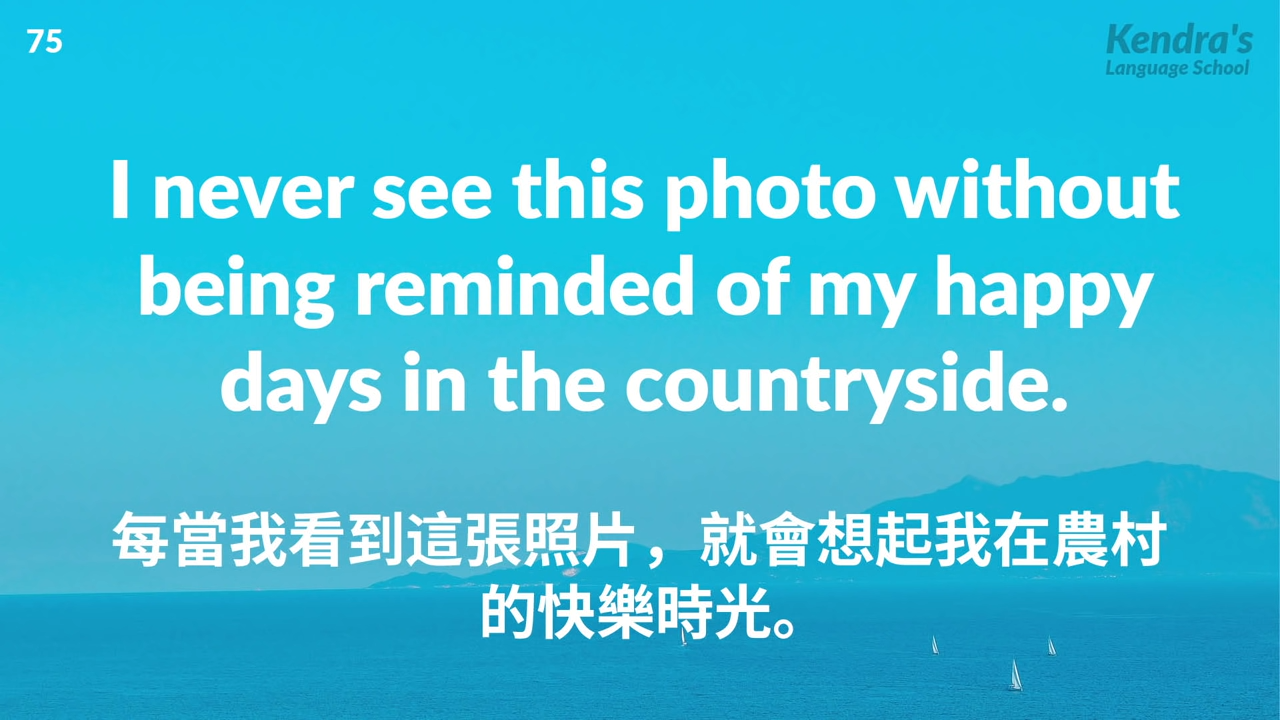 75
Kendra's
Language School
I never see this photo without
being reminded of my happy
days in the countryside.
每當我看到這張照片，就會想起我在農村
的快樂時光。